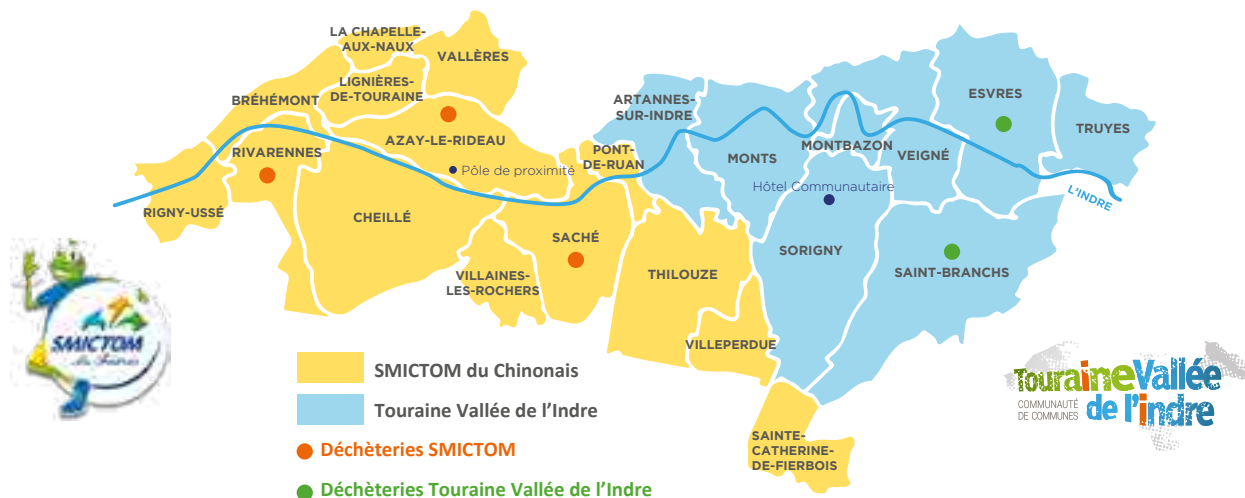 LA CHAPELLE-
AUX-NAUX
VALLÈRES
LIGNIÈRES-
DE-TOURAINE
BRÉHÉMONT
AZAY-LE-RIDEAU
RIVARENNES
Pôle de proximité
PONT-
DE-RUAN
ARTANNES-
SUR-INDRE
ESVRES
TRUYES
MONTS
MONTBAZON
VEIGNÉ
Hôtel Communautaire
L'INDRE
RIGNY-USSÉ
CHEILLÉ
SACHÉ
SORIGNY
SAINT-BRANCHS
VILLAINES-
LES-ROCHERS
THILOUZE
VILLEPERDUE
SAINTE-
CATHERINE-
DE-FIERBOIS
SMICTOM
du Chinonais
SMICTOM du Chinonais
Touraine Vallée de l'Indre
Déchèteries SMICTOM
Déchèteries Touraine Vallée de l'Indre
TouraineVallée
COMMUNAUTÉ
DE COMMUNES
de l'indre